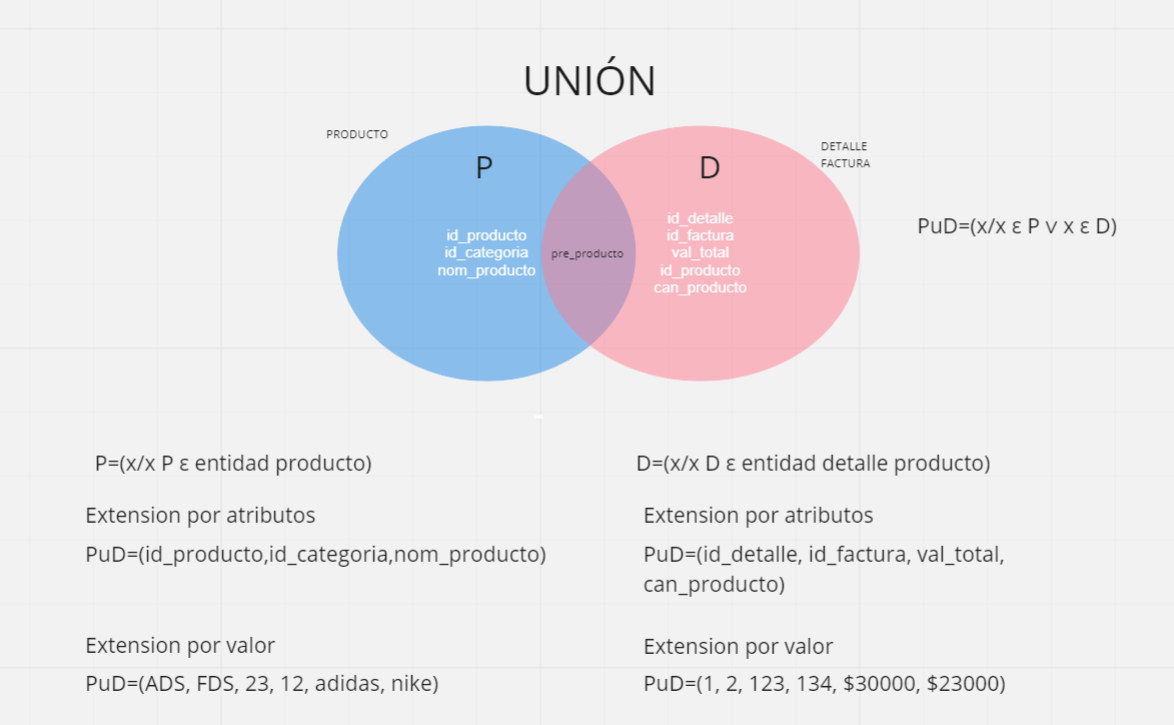 UNIÓN
PRODUCTO
DETALLE
FACTURA
P
D
id_producto
id_categoria
nom_producto
pre_producto
id_detalle
id_factura
val_total
id_producto
can_producto
PuD=(x/x ε P v x ε D)
P=(x/x P ε entidad producto)
Extension por atributos
PuD=(id_producto,id_categoria,nom_producto)
Extension por valor
PuD=(ADS, FDS, 23, 12, adidas, nike)
D=(x/x D ε entidad detalle producto)
Extension por atributos
PuD=(id_detalle, id_factura, val_total,
can_producto)
Extension por valor
PuD=(1, 2, 123, 134, $30000, $23000)